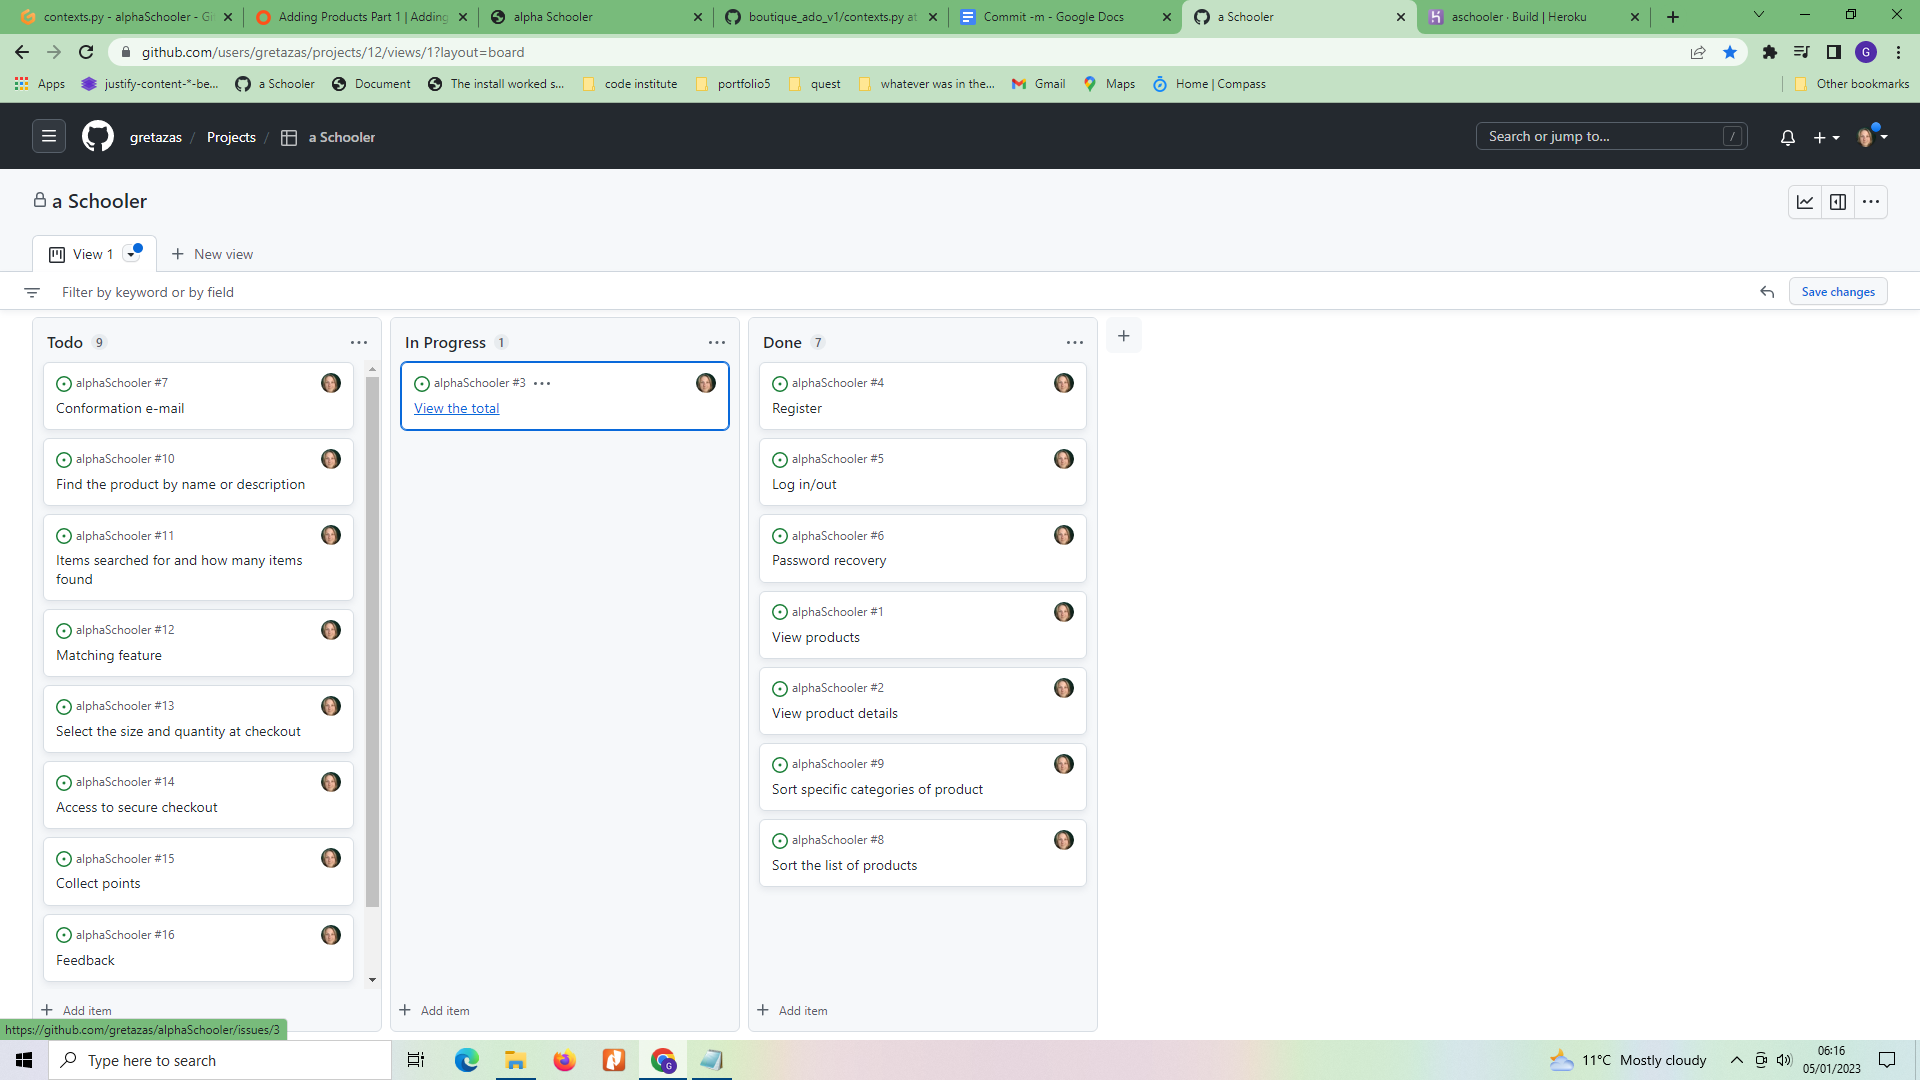 contexts.py - alphaSchooler - Gi
Adding Products Part 1 | Adding
alpha Schooler
boutique_ado_v1/contexts.py at
Commit -m - Google Docs
a Schooler
aschooler · Build | Heroku
github.com/users/gretazas/projects/12/views/1?layout=board
G
Apps
justify-content-*-be...
a Schooler
Document
The install worked s...
code institute
portfolio5
quest
whatever was in the...
Gmail
Maps
Home | Compass
Other bookmarks
gretazas / Projects / a Schooler
Search or jump to...
/
a Schooler
View 1
New view
Filter by keyword or by field
Save changes
Todo 9
alphaSchooler #7
Conformation e-mail
alphaSchooler #10
Find the product by name or description
alphaSchooler #11
Items searched for and how many items
found
alphaSchooler #12
Matching feature
alphaSchooler #13
Select the size and quantity at checkout
alphaSchooler #14
Access to secure checkout
alphaSchooler #15
Collect points
alphaSchooler #16
Feedback
Add item
In Progress 1
alphaSchooler #3
View the total
Add item
Done 7
alphaSchooler #4
Register
alphaSchooler #5
Log in/out
alphaSchooler #6
Password recovery
alphaSchooler #1
View products
alphaSchooler #2
View product details
alphaSchooler #9
Sort specific categories of product
alphaSchooler #8
Sort the list of products
Add item
https://github.com/gretazas/alphaSchooler/issues/3
Type here to search
11°C Mostly cloudy
06:16
05/01/2023